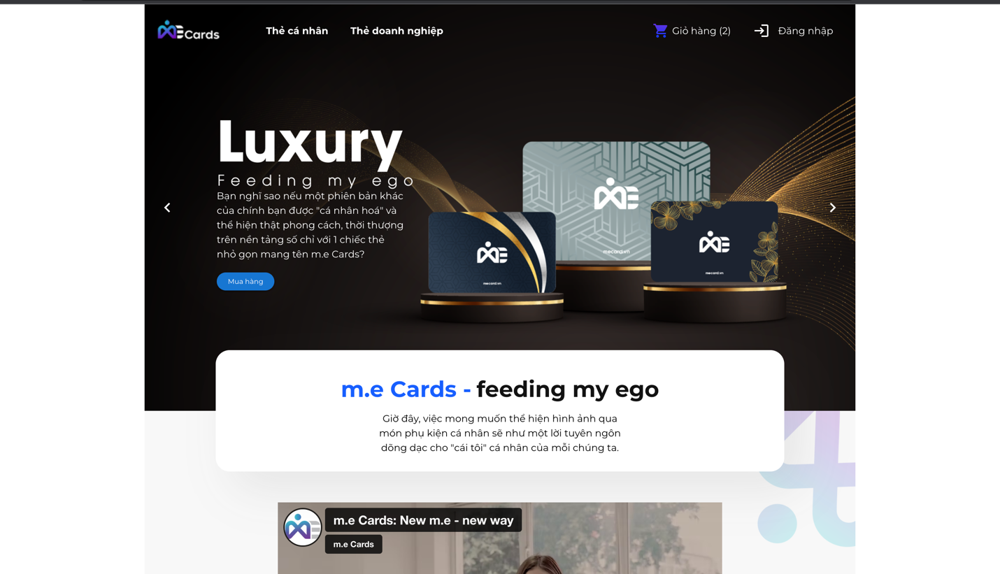 Cards
Thẻ cá nhân
Thẻ doanh nghiệp
Giỏ hàng (2)
Đăng nhập
Luxury
Feeding my ego
Bạn nghĩ sao nếu một phiên bản khác
của chính bạn được "cá nhân hoá" và
thể hiện thật phong cách, thời thượng
trên nền tảng số chỉ với 1 chiếc thẻ
nhỏ gọn mang tên m.e Cards?
Mua hàng
mecard.vn
mecard.vn
mecard.vn
m.e Cards - feeding my ego
Giờ đây, việc mong muốn thể hiện hình ảnh qua
món phụ kiện cá nhân sẽ như một lời tuyên ngôn
dõng dạc cho "cái tôi" cá nhân của mỗi chúng ta.
m.e Cards: New m.e - new way
m.e Cards